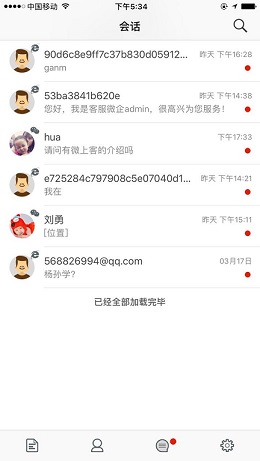 中国移动 下午5:34
会话
90d6c8e9ff7c37b830d05912... 昨天 下午16:28
ganm
53ba3841b620e 昨天 下午14:38
您好，我是客服微企admin，很高兴为您服务！
hua 下午17:33
请问有微上客的介绍吗
e725284c797908c5e07040d1... 昨天 下午14:21
我在
刘勇 昨天 下午15:11
[位置]
568826994@qq.com 03月17日
杨孙学?
已经全部加载完毕